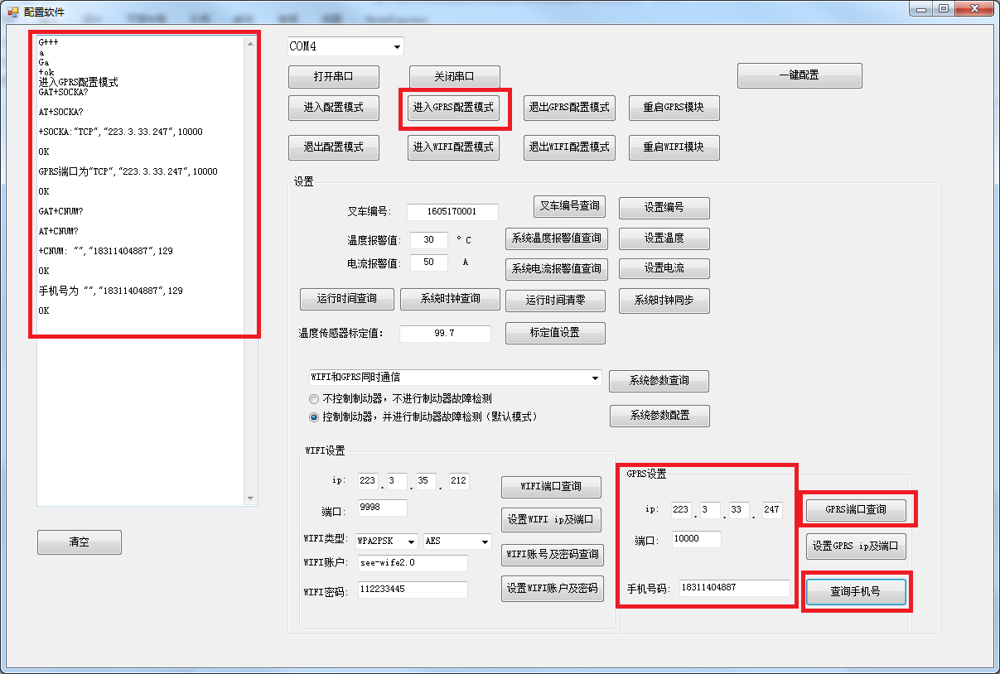 配置软件
G+++
a
Ga
+ok
进入GPRS配置模式
GAT+SOCKA?
AT+SOCKA?
+SOCKA:"TCP","223.3.33.247",10000
OK
GPRS端口为"TCP","223.3.33.247",10000
OK
GAT+CNUM?
AT+CNUM?
+CNUM: "","18311404887",129
OK
手机号为 "","18311404887",129
OK
清空
COM4
打开串口 关闭串口 一键配置
进入配置模式 进入GPRS配置模式 退出GPRS配置模式 重启GPRS模块
退出配置模式 进入WIFI配置模式 退出WIFI配置模式 重启WIFI模块
设置
叉车编号: 1605170001 叉车编号查询 设置编号
温度报警值: 30 °C 系统温度报警值查询 设置温度
电流报警值: 50 A 系统电流报警值查询 设置电流
运行时间查询 系统时钟查询 运行时间清零 系统时钟同步
温度传感器标定值: 99.7 标定值设置
WIFI和GPRS同时通信 系统参数查询
不控制制动器，不进行制动器故障检测
控制制动器，并进行制动器故障检测（默认模式） 系统参数配置
WIFI设置
ip: 223 . 3 . 35 . 212 WIFI端口查询
端口: 9998 设置WIFI ip及端口
WIFI类型: WPA2PSK AES
WIFI账户: see-wife2.0 WIFI账号及密码查询
WIFI密码: 112233445 设置WIFI账户及密码
GPRS设置
ip: 223 . 3 . 33 . 247 GPRS端口查询
端口: 10000 设置GPRS ip及端口
手机号码: 18311404887 查询手机号